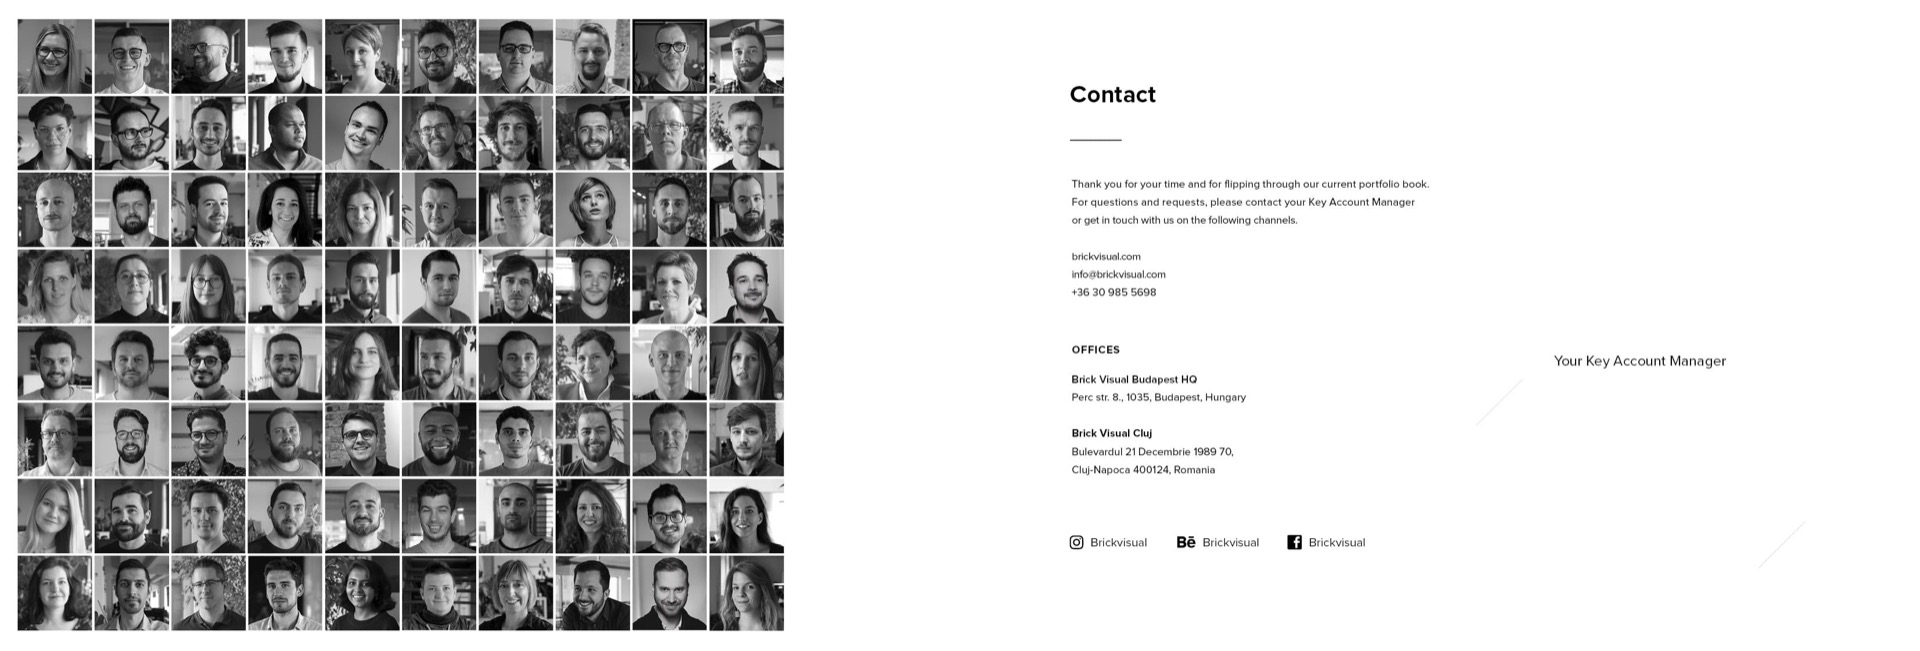 Contact
Thank you for your time and for flipping through our current portfolio book.
For questions and requests, please contact your Key Account Manager
or get in touch with us on the following channels.
brickvisual.com
info@brickvisual.com
+36 30 985 5698
OFFICES
Brick Visual Budapest HQ
Perc str. 8., 1035, Budapest, Hungary
Brick Visual Cluj
Bulevardul 21 Decembrie 1989 70,
Cluj-Napoca 400124, Romania
Brickvisual Bē Brickvisual Brickvisual
Your Key Account Manager